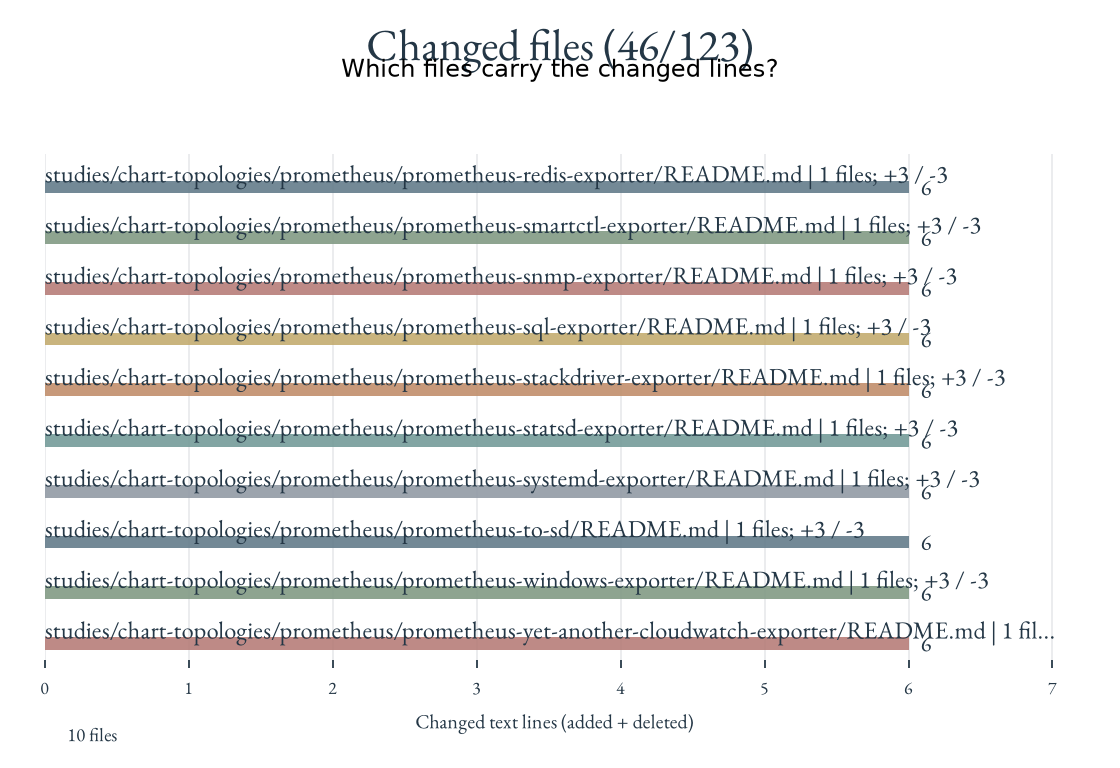 Changed files (46/123)
Which files carry the changed lines?
studies/chart-topologies/prometheus/prometheus-redis-exporter/README.md | 1 files; +3 / -3
6
studies/chart-topologies/prometheus/prometheus-smartctl-exporter/README.md | 1 files; +3 / -3
6
studies/chart-topologies/prometheus/prometheus-snmp-exporter/README.md | 1 files; +3 / -3
6
studies/chart-topologies/prometheus/prometheus-sql-exporter/README.md | 1 files; +3 / -3
6
studies/chart-topologies/prometheus/prometheus-stackdriver-exporter/README.md | 1 files; +3 / -3
6
studies/chart-topologies/prometheus/prometheus-statsd-exporter/README.md | 1 files; +3 / -3
6
studies/chart-topologies/prometheus/prometheus-systemd-exporter/README.md | 1 files; +3 / -3
6
studies/chart-topologies/prometheus/prometheus-to-sd/README.md | 1 files; +3 / -3
6
studies/chart-topologies/prometheus/prometheus-windows-exporter/README.md | 1 files; +3 / -3
6
studies/chart-topologies/prometheus/prometheus-yet-another-cloudwatch-exporter/README.md | 1 fil...
6
0 1 2 3 4 5 6 7
Changed text lines (added + deleted)
10 files